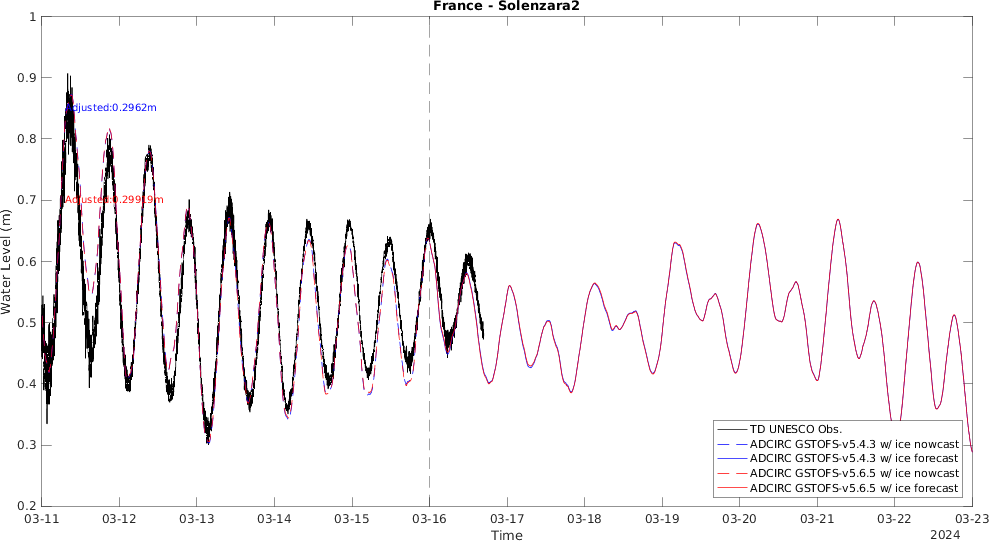 France - Solenzara2
Water Level (m)
1
0.9
0.8
0.7
0.6
0.5
0.4
0.3
0.2
Adjusted:0.2962m
Adjusted:0.29919m
TD UNESCO Obs.
ADCIRC GSTOFS-v5.4.3 w/ ice nowcast
ADCIRC GSTOFS-v5.4.3 w/ ice forecast
ADCIRC GSTOFS-v5.6.5 w/ ice nowcast
ADCIRC GSTOFS-v5.6.5 w/ ice forecast
03-11 03-12 03-13 03-14 03-15 03-16 03-17 03-18 03-19 03-20 03-21 03-22 03-23
Time
2024